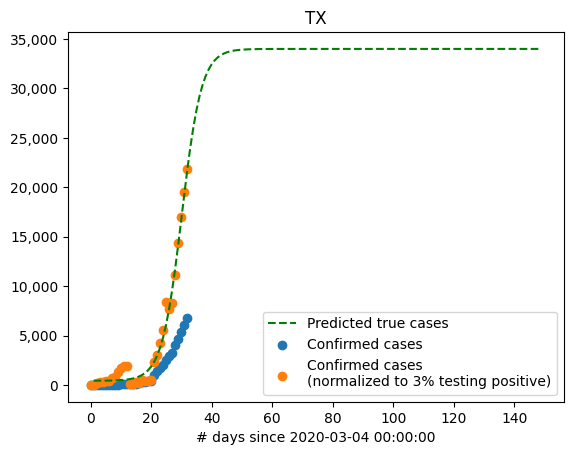 TX
35,000
30,000
25,000
20,000
15,000
10,000
5,000
0
Predicted true cases
Confirmed cases
Confirmed cases
(normalized to 3% testing positive)
0 20 40 60 80 100 120 140
# days since 2020-03-04 00:00:00